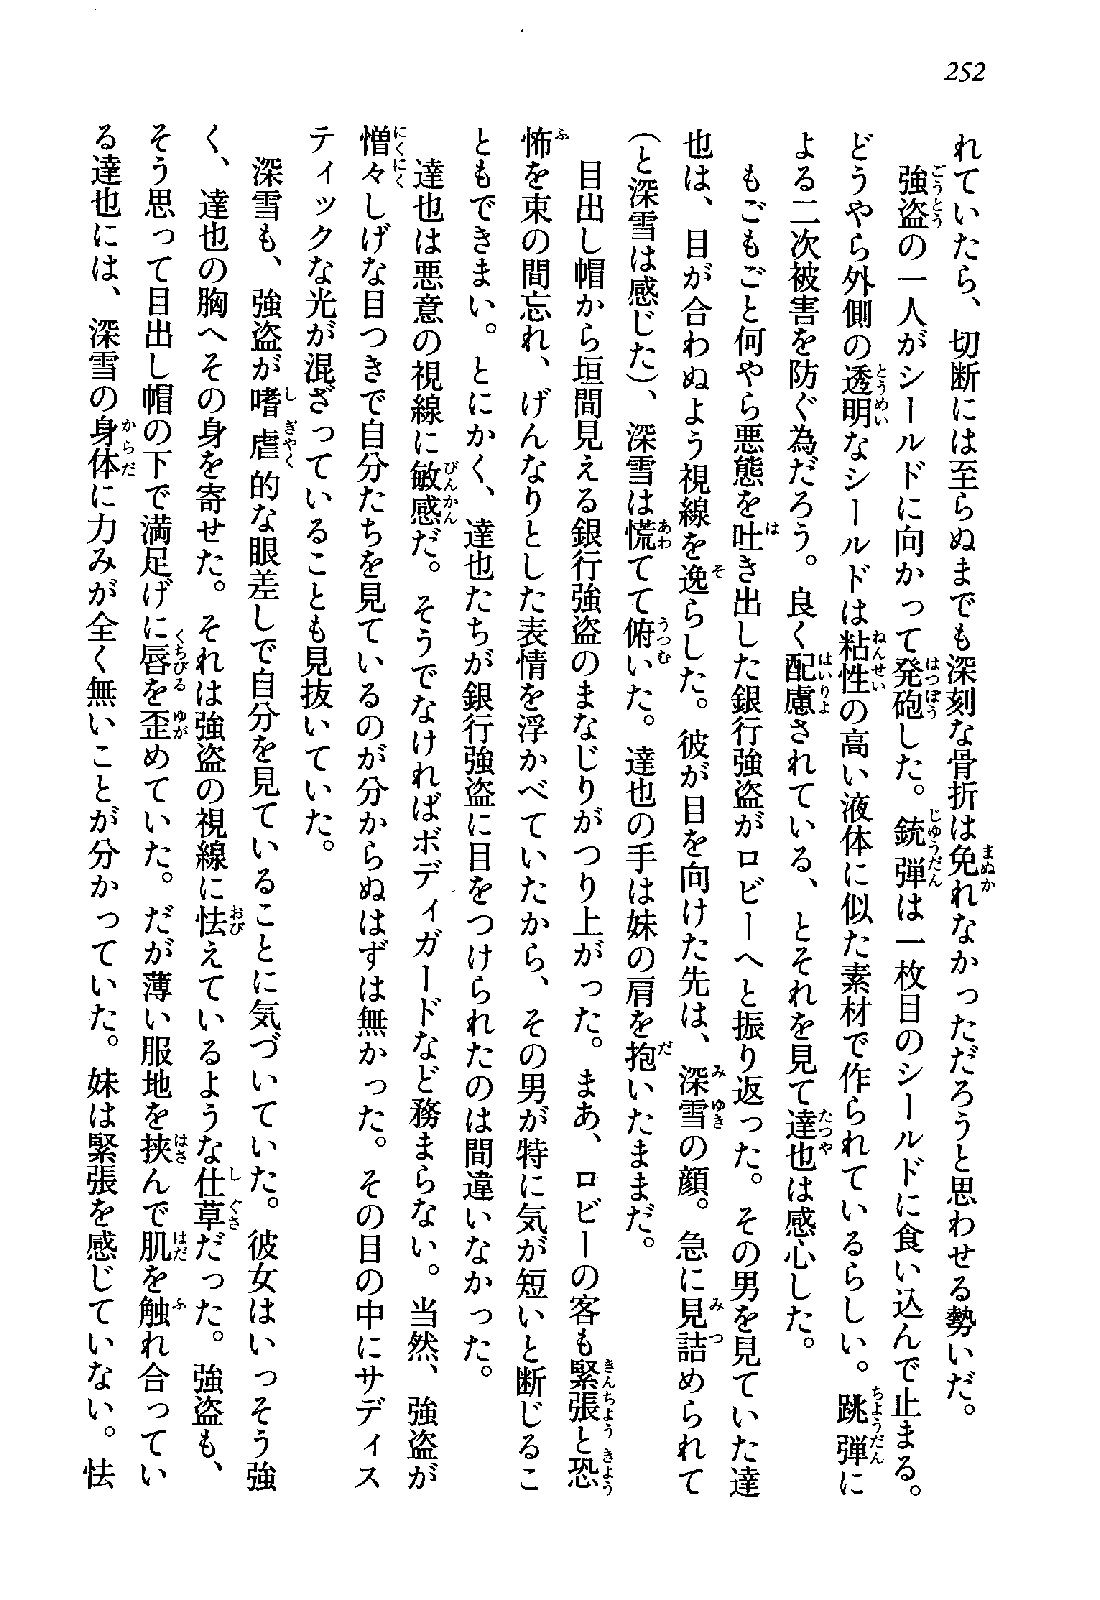 252
れていたら、切断には至らぬまでも深刻な骨折は免れなかっただろうと思わせる勢いだ。
強盗の一人がシールドに向かって発砲した。銃弾は一枚目のシールドに食い込んで止まる。
どうやら外側の透明なシールドは粘性の高い液体に似た素材で作られているらしい。跳弾に
よる二次被害を防ぐ為だろう。良く配慮されている、とそれを見て達也は感心した。
もごもごと何やら悪態を吐き出した銀行強盗がロビーへと振り返った。その男を見ていた達
也は、目が合わぬよう視線を逸らした。彼が目を向けた先は、深雪の顔。急に見詰められて
（と深雪は感じた）、深雪は慌てて俯いた。達也の手は妹の肩を抱いたままだ。
目出し帽から垣間見える銀行強盗のまなじりがつり上がった。まあ、ロビーの客も緊張と恐
怖を束の間忘れ、げんなりとした表情を浮かべていたから、その男が特に気が短いと断じるこ
ともできまい。とにかく、達也たちが銀行強盗に目をつけられたのは間違いなかった。
達也は悪意の視線に敏感だ。そうでなければボディガードなど務まらない。当然、強盗が
憎々しげな目つきで自分たちを見ているのが分からぬはずは無かった。その目の中にサディス
ティックな光が混ざっていることも見抜いていた。
深雪も、強盗が嗜虐的な眼差しで自分を見ていることに気づいていた。彼女はいっそう強
く、達也の胸へその身を寄せた。それは強盗の視線に怯えているような仕草だった。強盗も、
そう思って目出し帽の下で満足げに唇を歪めていた。だが薄い服地を挟んで肌を触れ合ってい
る達也には、深雪の身体に力みが全く無いことが分かっていた。妹は緊張を感じていない。怯